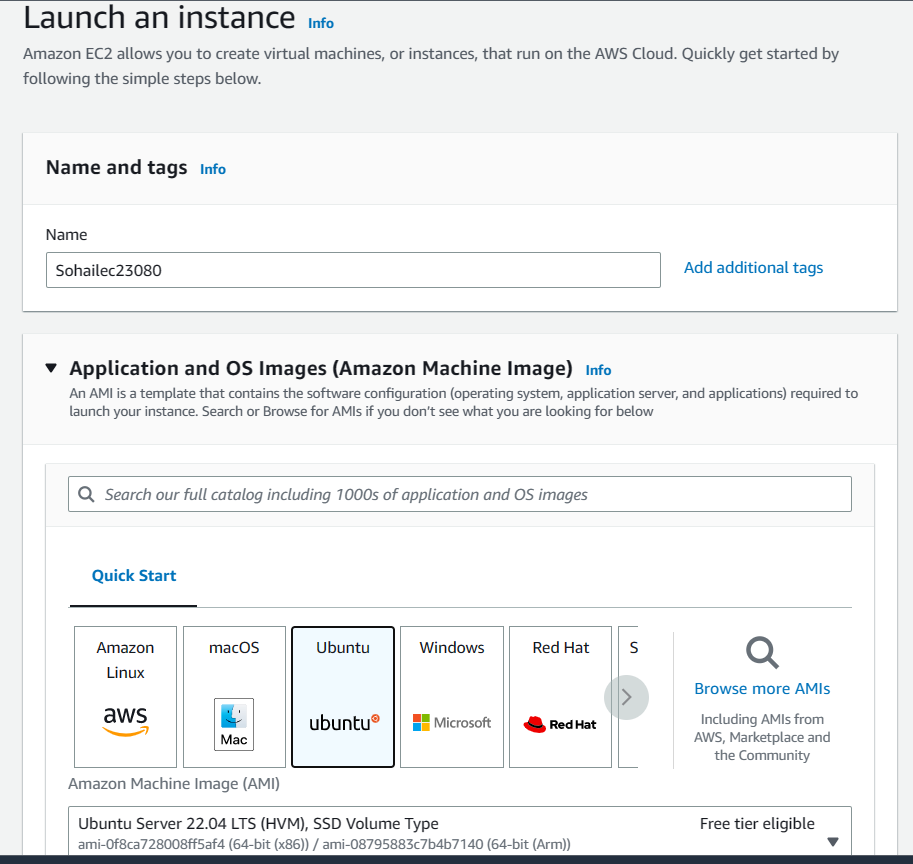 Launch an instance Info
Amazon EC2 allows you to create virtual machines, or instances, that run on the AWS Cloud. Quickly get started by
following the simple steps below.
Name and tags Info
Name
Sohailec23080
Add additional tags
Application and OS Images (Amazon Machine Image) Info
An AMI is a template that contains the software configuration (operating system, application server, and applications) required to
launch your instance. Search or Browse for AMIs if you don't see what you are looking for below
Search our full catalog including 1000s of application and OS images
Quick Start
Amazon
Linux
aws
macOS
Mac
Ubuntu
ubuntu
Windows
Microsoft
Red Hat
Red Hat
S
Browse more AMIs
Including AMIs from
AWS, Marketplace and
the Community
Amazon Machine Image (AMI)
Ubuntu Server 22.04 LTS (HVM), SSD Volume Type
Free tier eligible
ami-0f8ca728008ff5af4 (64-bit (x86)) / ami-08795883c7b4b7140 (64-bit (Arm))